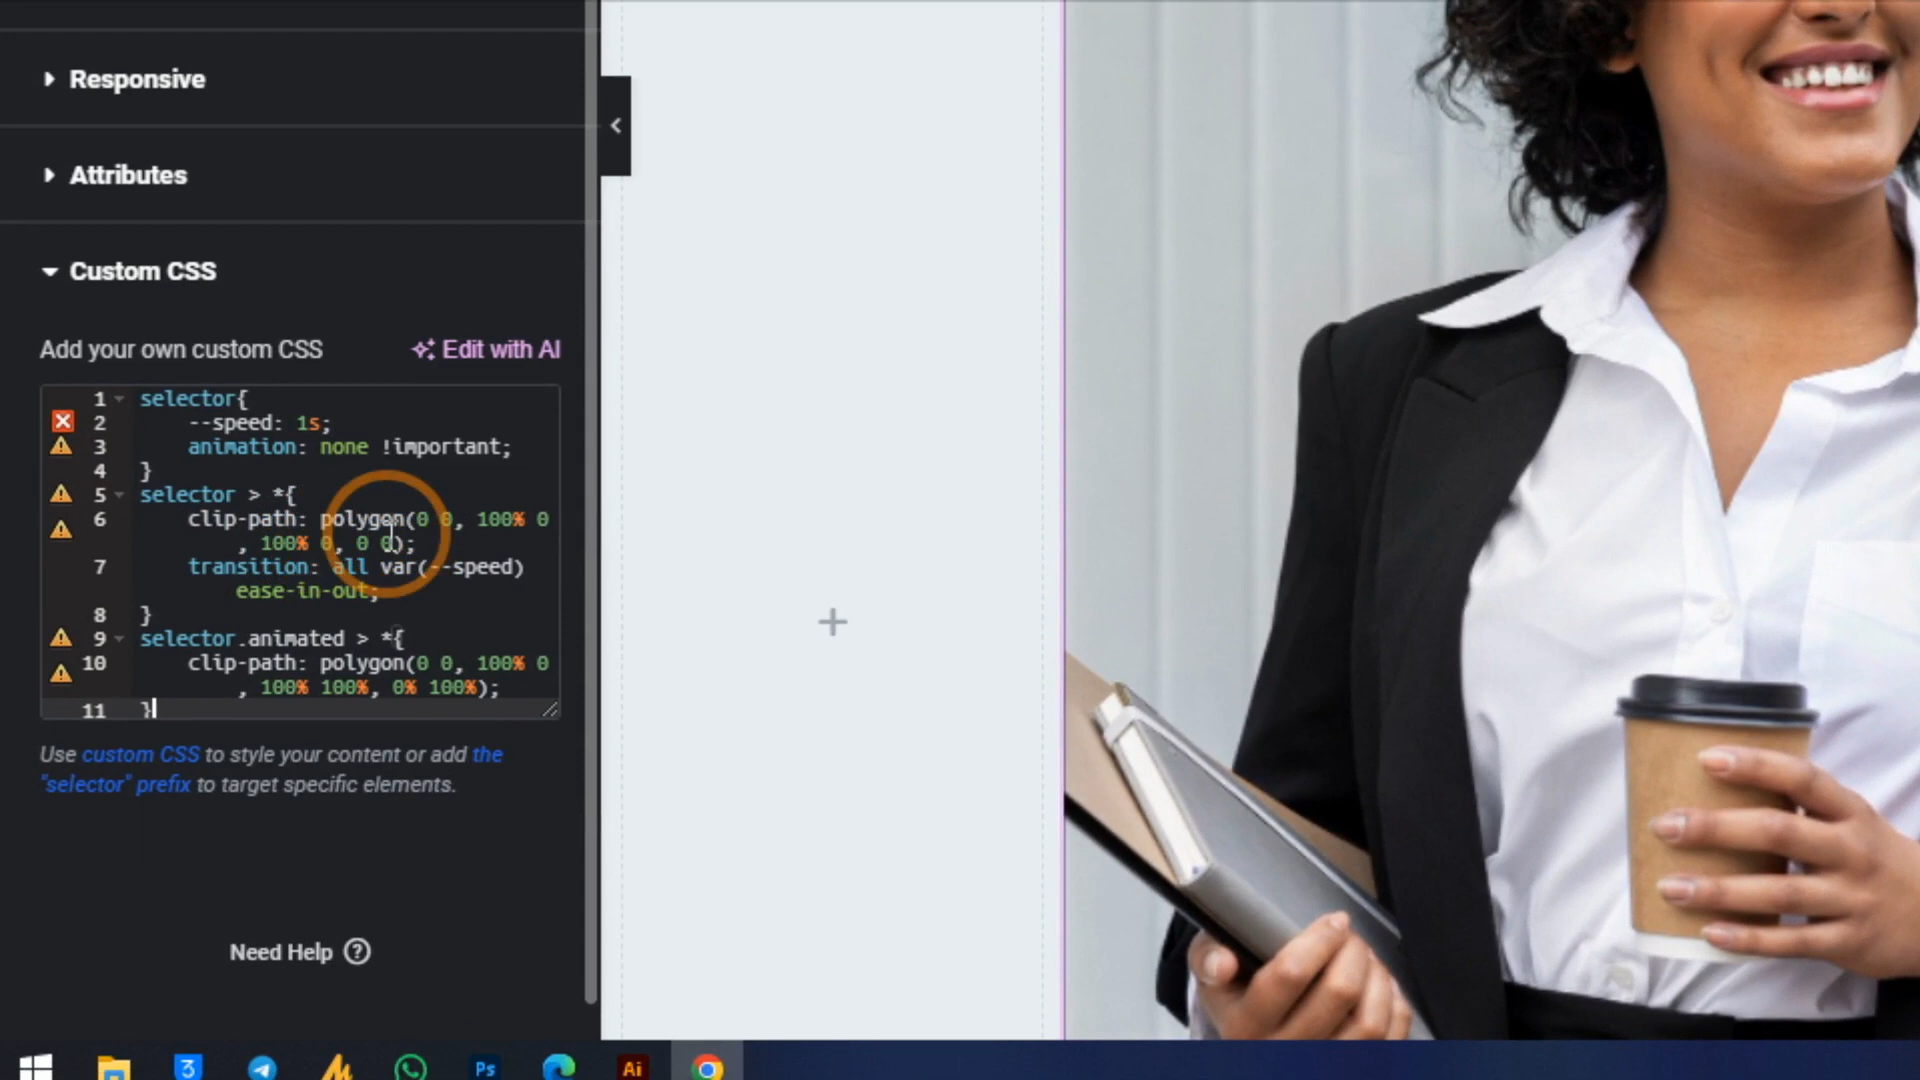 Responsive
Attributes
Custom CSS
Add your own custom CSS
Edit with AI
1 selector{
2 --speed: 1s;
3 animation: none !important;
4 }
5 selector > *{
6 clip-path: polygon(0 0, 100% 0
, 100% 0, 0 0);
7 transition: all var(--speed)
ease-in-out;
8 }
9 selector.animated > *{
10 clip-path: polygon(0 0, 100% 0
, 100% 100%, 0% 100%);
11 }
Use custom CSS to style your content or add the
"selector" prefix to target specific elements.
Need Help ?
3
Ps
Ai